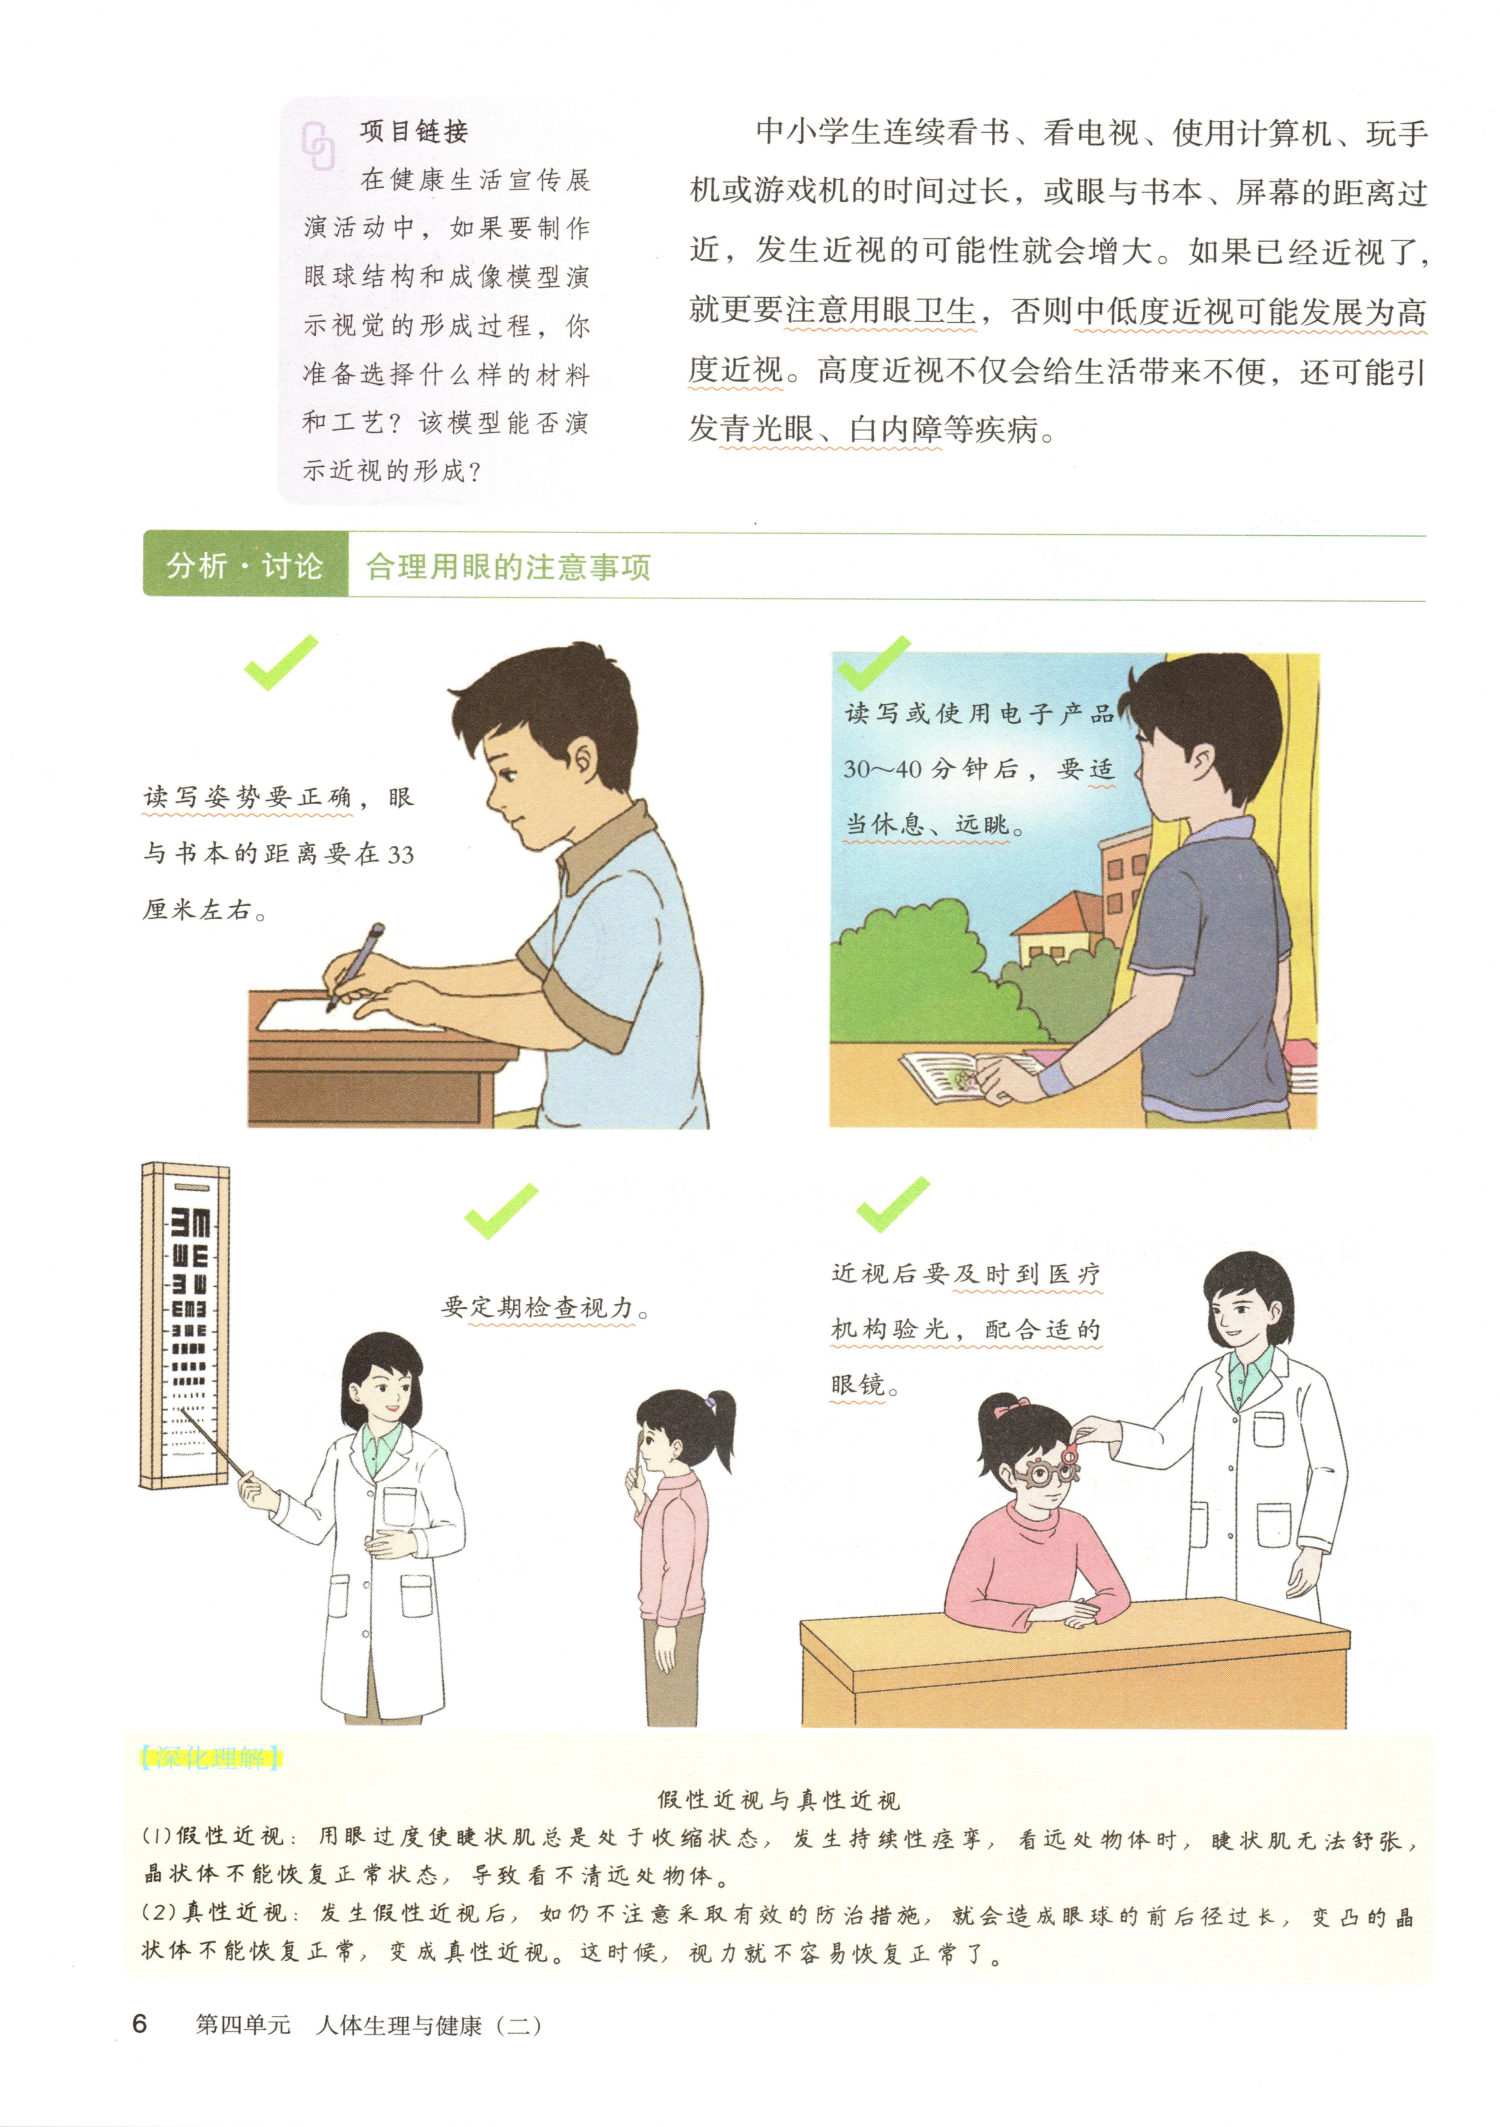 项目链接
在健康生活宣传展
演活动中，如果要制作
眼球结构和成像模型演
示视觉的形成过程，你
准备选择什么样的材料
和工艺？该模型能否演
示近视的形成？
中小学生连续看书、看电视、使用计算机、玩手
机或游戏机的时间过长，或眼与书本、屏幕的距离过
近，发生近视的可能性就会增大。如果已经近视了，
就更要注意用眼卫生，否则中低度近视可能发展为高
度近视。高度近视不仅会给生活带来不便，还可能引
发青光眼、白内障等疾病。
分析·讨论 合理用眼的注意事项
读写姿势要正确，眼
与书本的距离要在 33
厘米左右。
读写或使用电子产品
30～40 分钟后，要适
当休息、远眺。
要定期检查视力。
近视后要及时到医疗
机构验光，配合适的
眼镜。
【深化理解】
假性近视与真性近视
(1)假性近视：用眼过度使睫状肌总是处于收缩状态，发生持续性痉挛，看远处物体时，睫状肌无法舒张，
晶状体不能恢复正常状态，导致看不清远处物体。
(2)真性近视：发生假性近视后，如仍不注意采取有效的防治措施，就会造成眼球的前后径过长，变凸的晶
状体不能恢复正常，变成真性近视。这时候，视力就不容易恢复正常了。
6 第四单元 人体生理与健康（二）